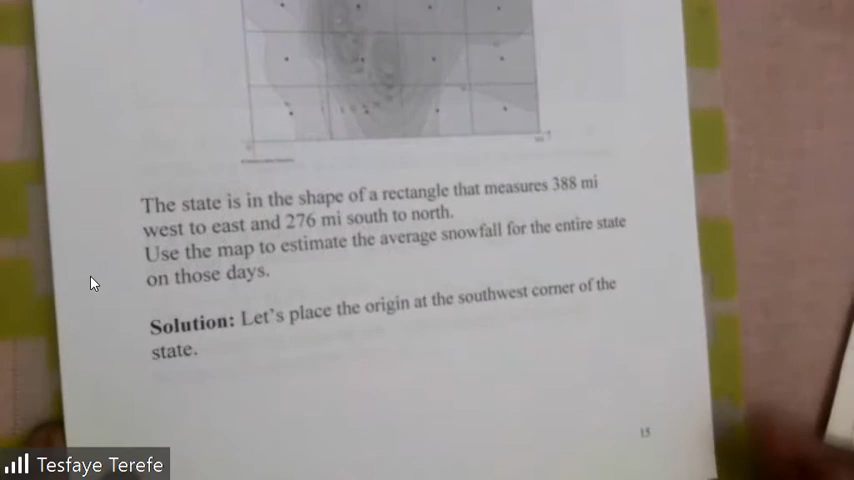 The state is in the shape of a rectangle that measures 388 mi
west to east and 276 mi south to north.
Use the map to estimate the average snowfall for the entire state
on those days.
Solution: Let's place the origin at the southwest corner of the
state.
15
Tesfaye Terefe